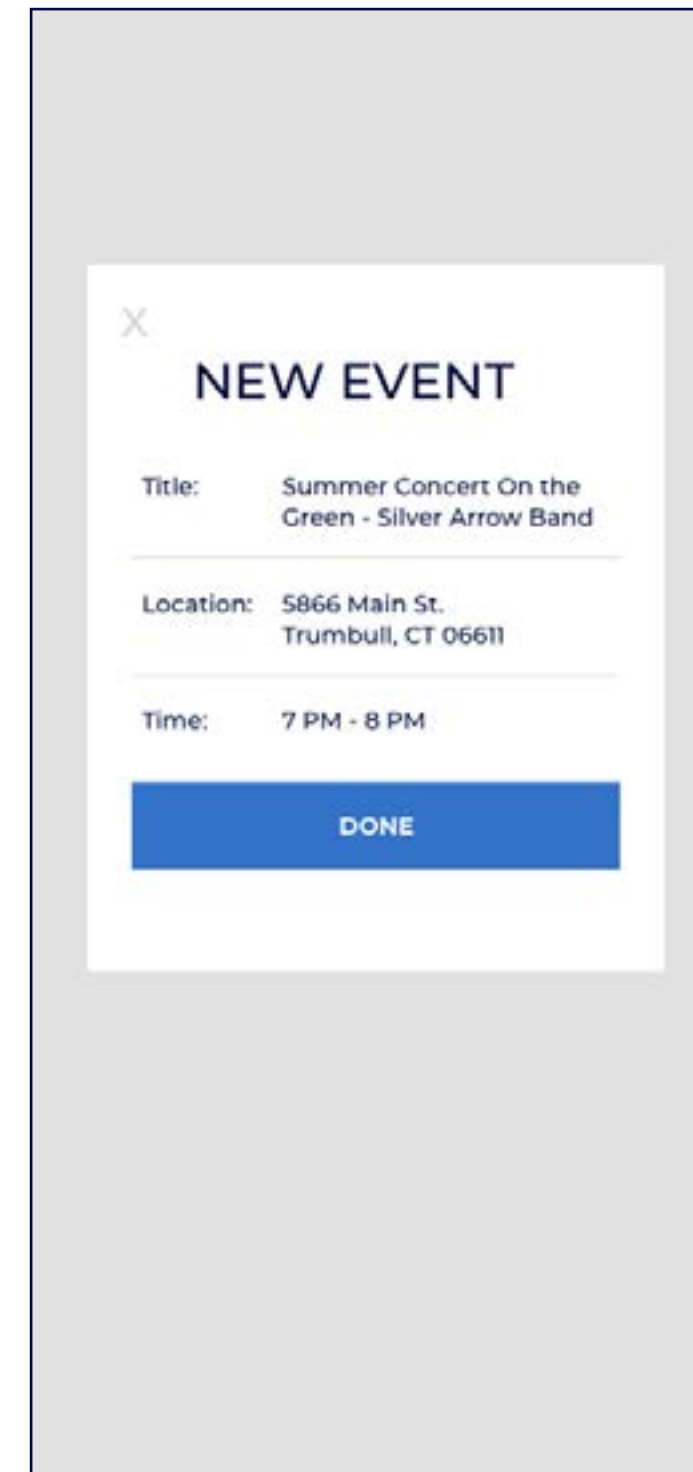 X
NEW EVENT
Title: Summer Concert On the
Green - Silver Arrow Band
Location: 5866 Main St.
Trumbull, CT 06611
Time: 7 PM - 8 PM
DONE